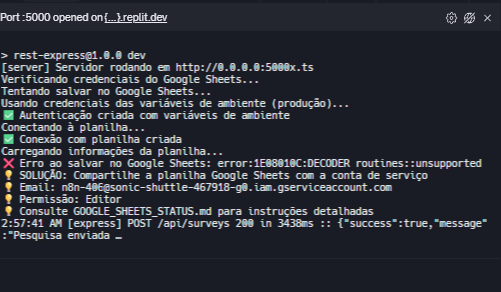 Port :5000 opened on {...}.replit.dev
> rest-express@1.0.0 dev
[server] Servidor rodando em http://0.0.0.0:5000x.ts
Verificando credenciais do Google Sheets...
Tentando salvar no Google Sheets...
Usando credenciais das variáveis de ambiente (produção)...
✅ Autenticação criada com variáveis de ambiente
Conectando à planilha...
✅ Conexão com planilha criada
Carregando informações da planilha...
❌ Erro ao salvar no Google Sheets: error:1E08010C:DECODER routines::unsupported
💡 SOLUÇÃO: Compartilhe a planilha Google Sheets com a conta de serviço
💡 Email: n8n-406@sonic-shuttle-467918-g0.iam.gserviceaccount.com
💡 Permissão: Editor
💡 Consulte GOOGLE_SHEETS_STATUS.md para instruções detalhadas
2:57:41 AM [express] POST /api/surveys 200 in 3438ms :: {"success":true,"message"
:"Pesquisa enviada …